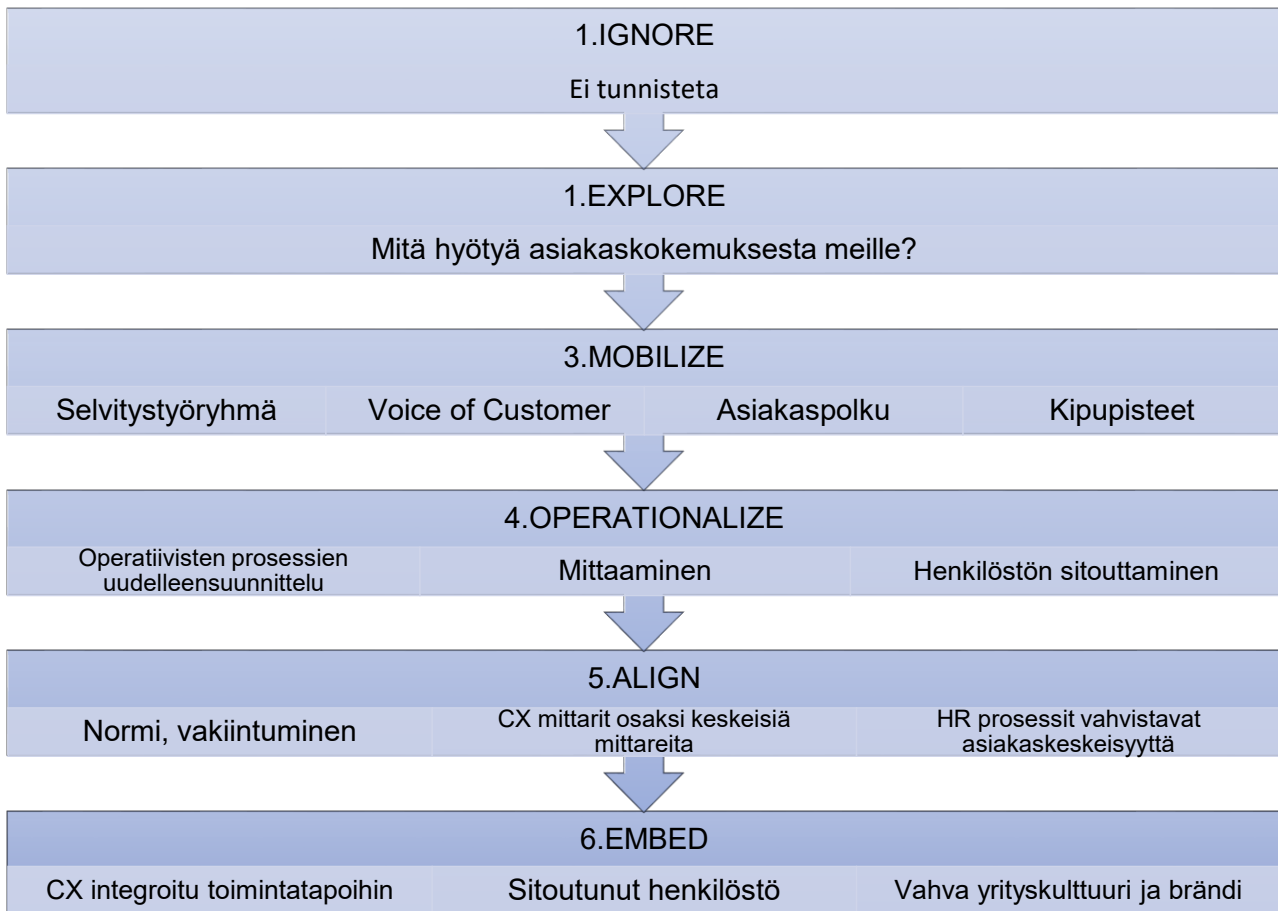 1.IGNORE
Ei tunnisteta
1.EXPLORE
Mitä hyötyä asiakaskokemuksesta meille?
3.MOBILIZE
Selvitystyöryhmä
Voice of Customer
Asiakaspolku
Kipupisteet
4.OPERATIONALIZE
Operatiivisten prosessien
uudelleensuunnittelu
Mittaaminen
Henkilöstön sitouttaminen
5.ALIGN
Normi, vakiintuminen
CX mittarit osaksi keskeisiä
mittareita
HR prosessit vahvistavat
asiakaskeskeisyyttä
6.EMBED
CX integroitu toimintatapoihin
Sitoutunut henkilöstö
Vahva yrityskulttuuri ja brändi